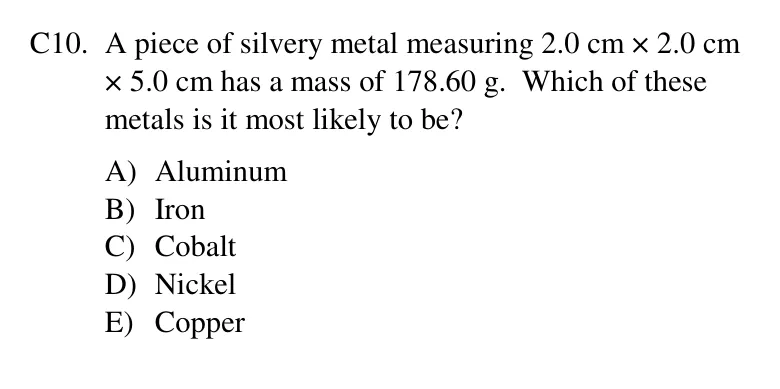 C10. A piece of silvery metal measuring 2.0 cm × 2.0 cm
× 5.0 cm has a mass of 178.60 g. Which of these
metals is it most likely to be?
A) Aluminum
B) Iron
C) Cobalt
D) Nickel
E) Copper